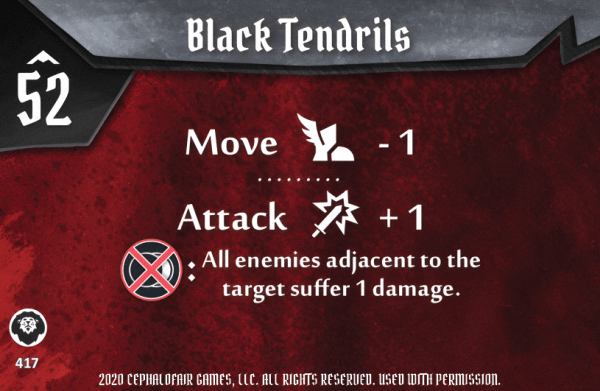 Black Tendrils
52
Move - 1
Attack + 1
: All enemies adjacent to the
target suffer 1 damage.
417
2020 CEPHALOFAIR GAMES, LLC. ALL RIGHTS RESERVED. USED WITH PERMISSION.